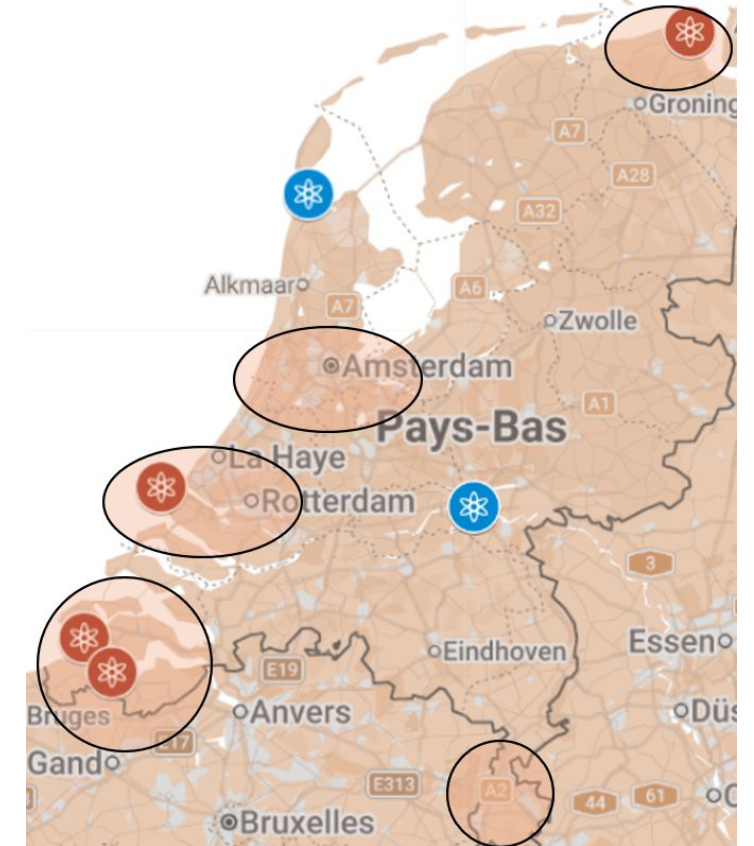 Groning
A7
A28
A32
Alkmaar
A7
A6
Zwolle
Amsterdam
A1
Pays-Bas
La Haye
Rotterdam
3
Eindhoven
Essen
E19
Bruges
Anvers
Düs
E17
Gand
E313
A2
44
61
Bruxelles